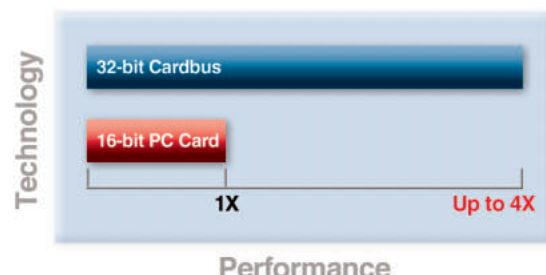 Technology
32-bit Cardbus
16-bit PC Card
1X
Up to 4X
Performance